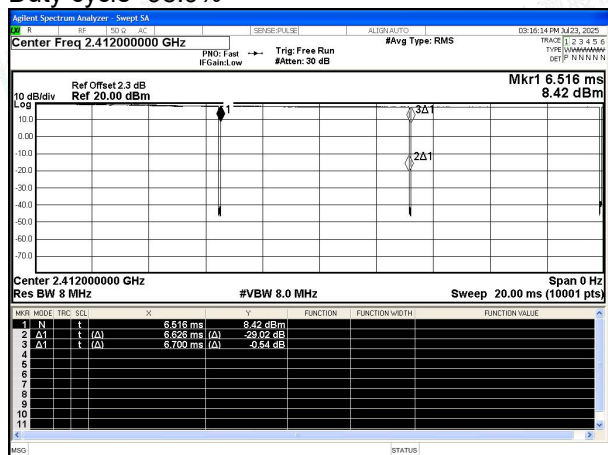 Agilent Spectrum Analyzer - Swept SA
R RF 50 Ω AC SENSE:PULSE ALIGN AUTO 03:16:14 PM Jul 23, 2025
Center Freq 2.412000000 GHz #Avg Type: RMS TRACE 1 2 3 4 5 6
PNO: Fast Trig: Free Run TYPE
IFGain:Low #Atten: 30 dB DET P N N N N N
Mkr1 6.516 ms
8.42 dBm
Ref Offset 2.3 dB
10 dB/div Ref 20.00 dBm
Log
1 3Δ1
10.0
0.00
-10.0
2Δ1
-20.0
-30.0
-40.0
-50.0
-60.0
-70.0
Center 2.412000000 GHz Span 0 Hz
Res BW 8 MHz #VBW 8.0 MHz Sweep 20.00 ms (10001 pts)
MKR MODE TRC SCL X Y FUNCTION FUNCTION WIDTH FUNCTION VALUE
1 N t 6.516 ms 8.42 dBm
2 Δ1 t (Δ) 6.626 ms (Δ) -29.02 dB
3 Δ1 t (Δ) 6.700 ms (Δ) -0.54 dB
4
5
6
7
8
9
10
11
MSG STATUS